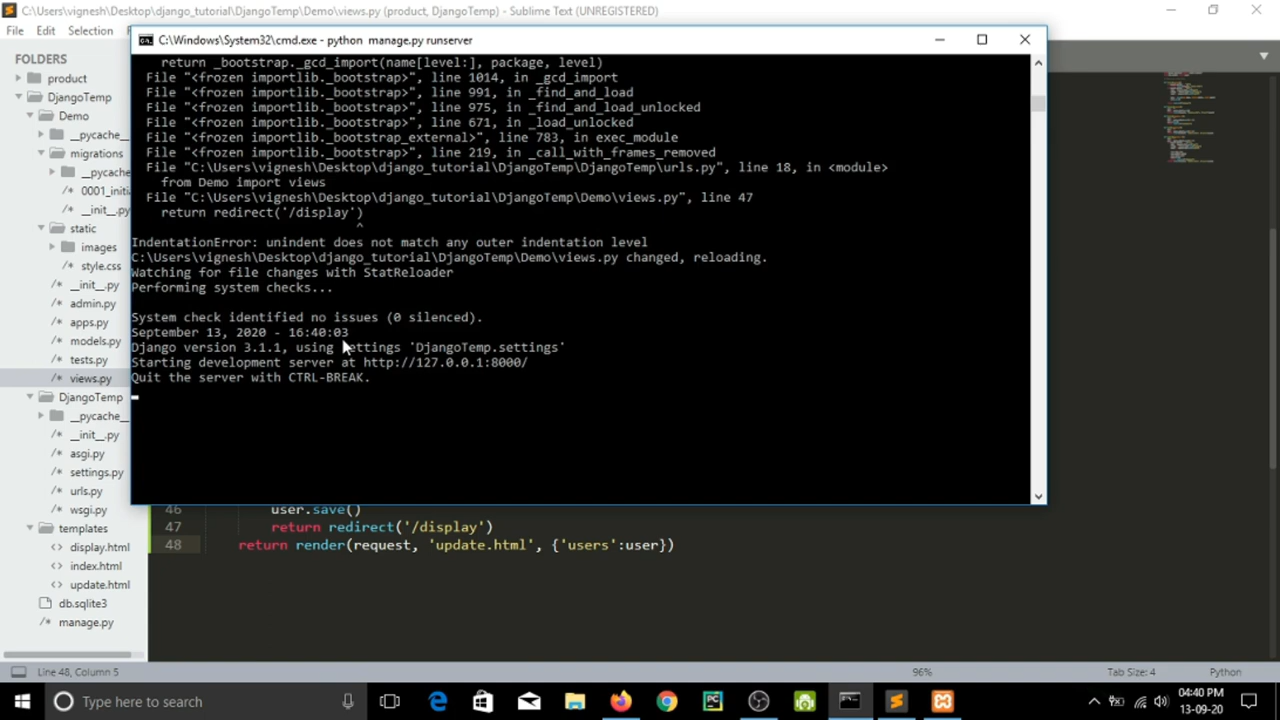 C:\Users\vignesh\Desktop\django_tutorial\DjangoTemp\Demo\views.py (product, DjangoTemp) - Sublime Text (UNREGISTERED)
File Edit Selection
C:\Windows\System32\cmd.exe - python manage.py runserver
FOLDERS
product
DjangoTemp
Demo
__pycache__
migrations
__pycache_
0001_initia
__init__.py
static
images
style.css
__init__.py
admin.py
apps.py
models.py
tests.py
views.py
DjangoTemp
__pycache__
__init__.py
asgi.py
settings.py
urls.py
wsgi.py
templates
display.html
index.html
update.html
db.sqlite3
manage.py
return _bootstrap._gcd_import(name[level:], package, level)
File "<frozen importlib._bootstrap>", line 1014, in _gcd_import
File "<frozen importlib._bootstrap>", line 991, in _find_and_load
File "<frozen importlib._bootstrap>", line 975, in _find_and_load_unlocked
File "<frozen importlib._bootstrap>", line 671, in _load_unlocked
File "<frozen importlib._bootstrap_external>", line 783, in exec_module
File "<frozen importlib._bootstrap>", line 219, in _call_with_frames_removed
File "C:\Users\vignesh\Desktop\django_tutorial\DjangoTemp\DjangoTemp\urls.py", line 18, in <module>
from Demo import views
File "C:\Users\vignesh\Desktop\django_tutorial\DjangoTemp\Demo\views.py", line 47
return redirect('/display')
^
IndentationError: unindent does not match any outer indentation level
C:\Users\vignesh\Desktop\django_tutorial\DjangoTemp\Demo\views.py changed, reloading.
Watching for file changes with StatReloader
Performing system checks...
System check identified no issues (0 silenced).
September 13, 2020 - 16:40:03
Django version 3.1.1, using settings 'DjangoTemp.settings'
Starting development server at http://127.0.0.1:8000/
Quit the server with CTRL-BREAK.
46 user.save()
47 return redirect('/display')
48 return render(request, 'update.html', {'users':user})
Line 48, Column 5 96% Tab Size: 4 Python
Type here to search
04:40 PM
13-09-20